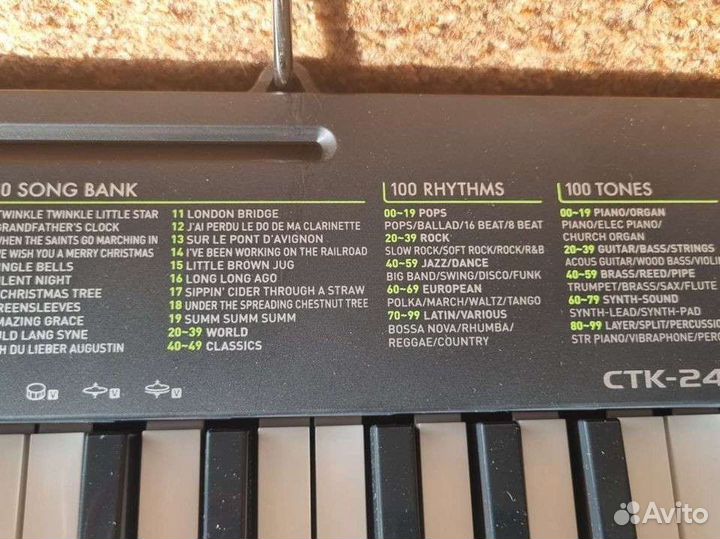 0 SONG BANK
TWINKLE TWINKLE LITTLE STAR
GRANDFATHER'S CLOCK
WHEN THE SAINTS GO MARCHING IN
WE WISH YOU A MERRY CHRISTMAS
INGLE BELLS
ILENT NIGHT
CHRISTMAS TREE
REENSLEEVES
MAZING GRACE
ULD LANG SYNE
H DU LIEBER AUGUSTIN
11 LONDON BRIDGE
12 J'AI PERDU LE DO DE MA CLARINETTE
13 SUR LE PONT D'AVIGNON
14 I'VE BEEN WORKING ON THE RAILROAD
15 LITTLE BROWN JUG
16 LONG LONG AGO
17 SIPPIN' CIDER THROUGH A STRAW
18 UNDER THE SPREADING CHESTNUT TREE
19 SUMM SUMM SUMM
20~39 WORLD
40~49 CLASSICS
100 RHYTHMS
00~19 POPS
POPS/BALLAD/16 BEAT/8 BEAT
20~39 ROCK
SLOW ROCK/SOFT ROCK/ROCK/R&B
40~59 JAZZ/DANCE
BIG BAND/SWING/DISCO/FUNK
60~69 EUROPEAN
POLKA/MARCH/WALTZ/TANGO
70~99 LATIN/VARIOUS
BOSSA NOVA/RHUMBA/
REGGAE/COUNTRY
100 TONES
00~19 PIANO/ORGAN
PIANO/ELEC PIANO/
CHURCH ORGAN
20~39 GUITAR/BASS/STRINGS
ACOUS GUITAR/WOOD BASS/VIOLIN
40~59 BRASS/REED/PIPE
TRUMPET/BRASS/SAX/FLUTE
60~79 SYNTH-SOUND
SYNTH-LEAD/SYNTH-PAD
80~99 LAYER/SPLIT/PERCUSSI
STR PIANO/VIBRAPHONE/PERC
CTK-24
V V V
Avito